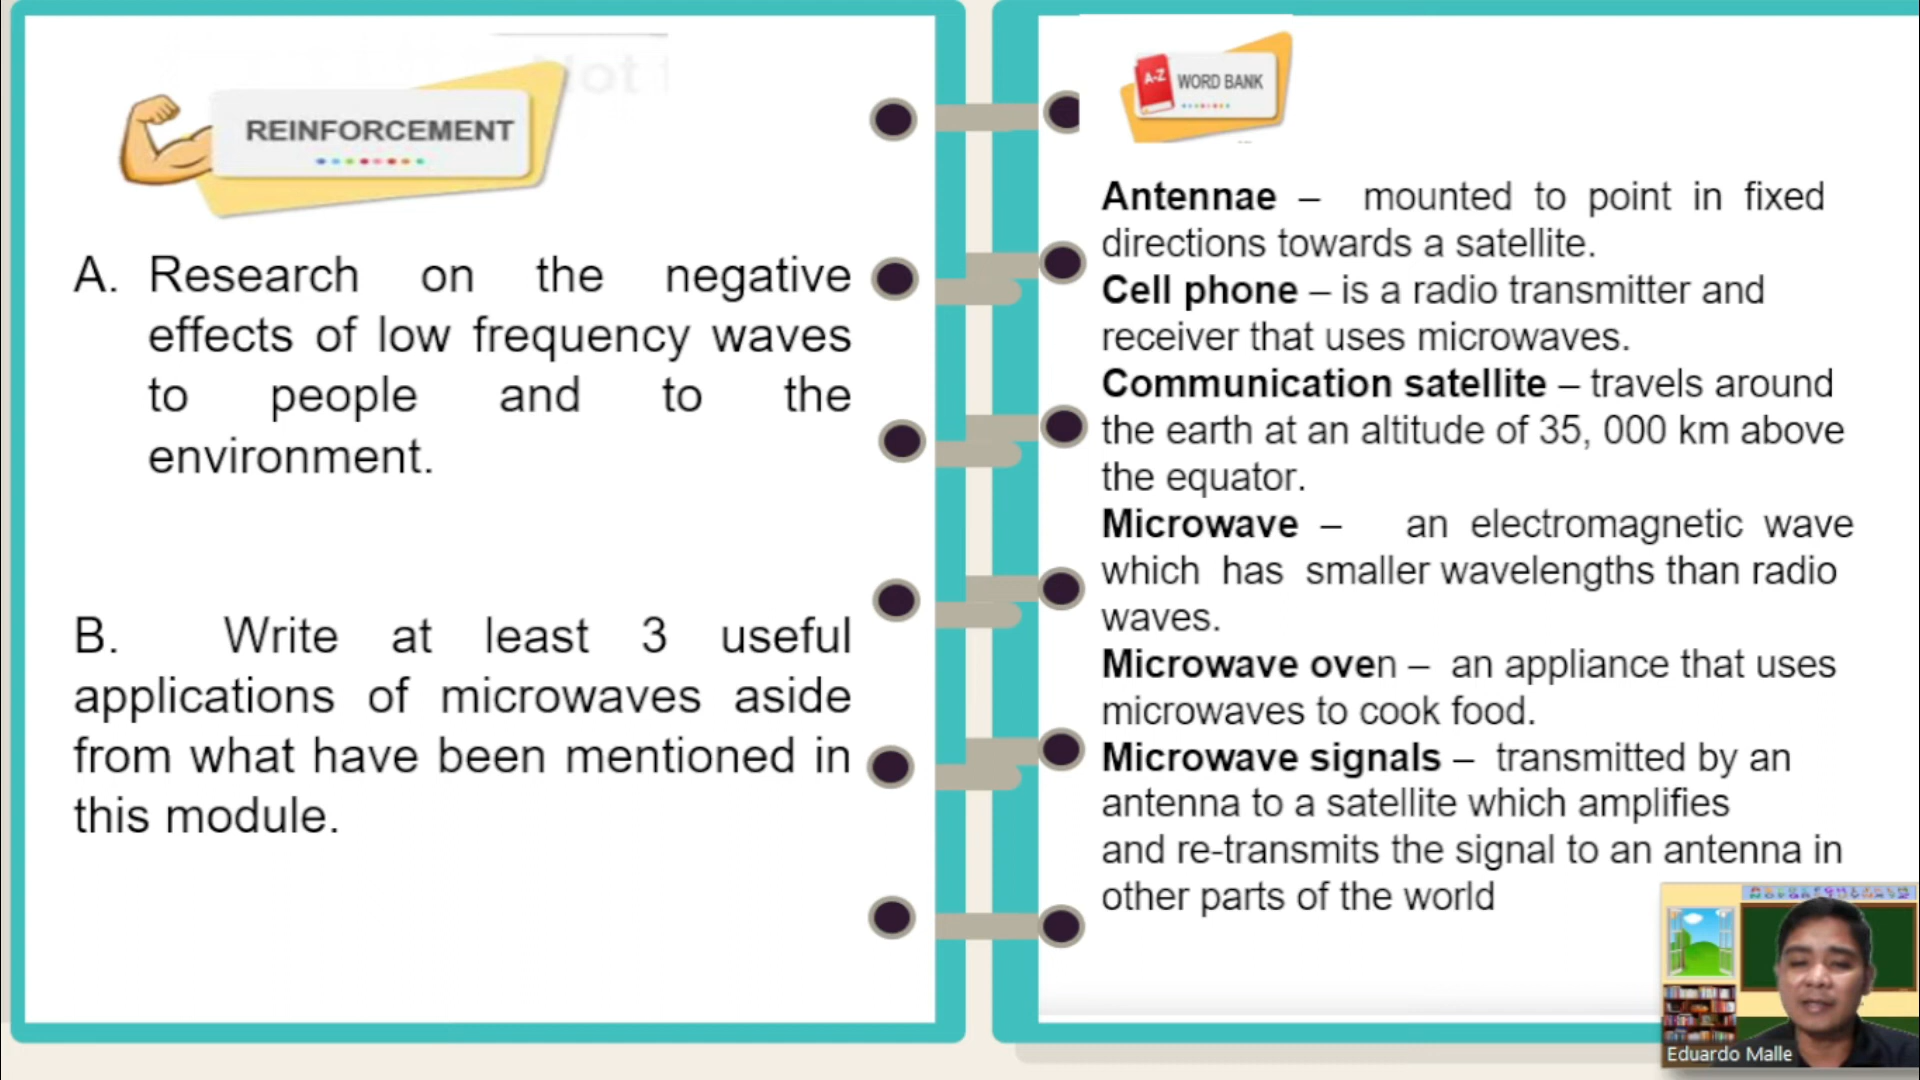 REINFORCEMENT
A. Research on the negative
effects of low frequency waves
to people and to the
environment.
B. Write at least 3 useful
applications of microwaves aside
from what have been mentioned in
this module.
A-Z WORD BANK
Antennae – mounted to point in fixed
directions towards a satellite.
Cell phone – is a radio transmitter and
receiver that uses microwaves.
Communication satellite – travels around
the earth at an altitude of 35, 000 km above
the equator.
Microwave – an electromagnetic wave
which has smaller wavelengths than radio
waves.
Microwave oven – an appliance that uses
microwaves to cook food.
Microwave signals – transmitted by an
antenna to a satellite which amplifies
and re-transmits the signal to an antenna in
other parts of the world
Eduardo Malle